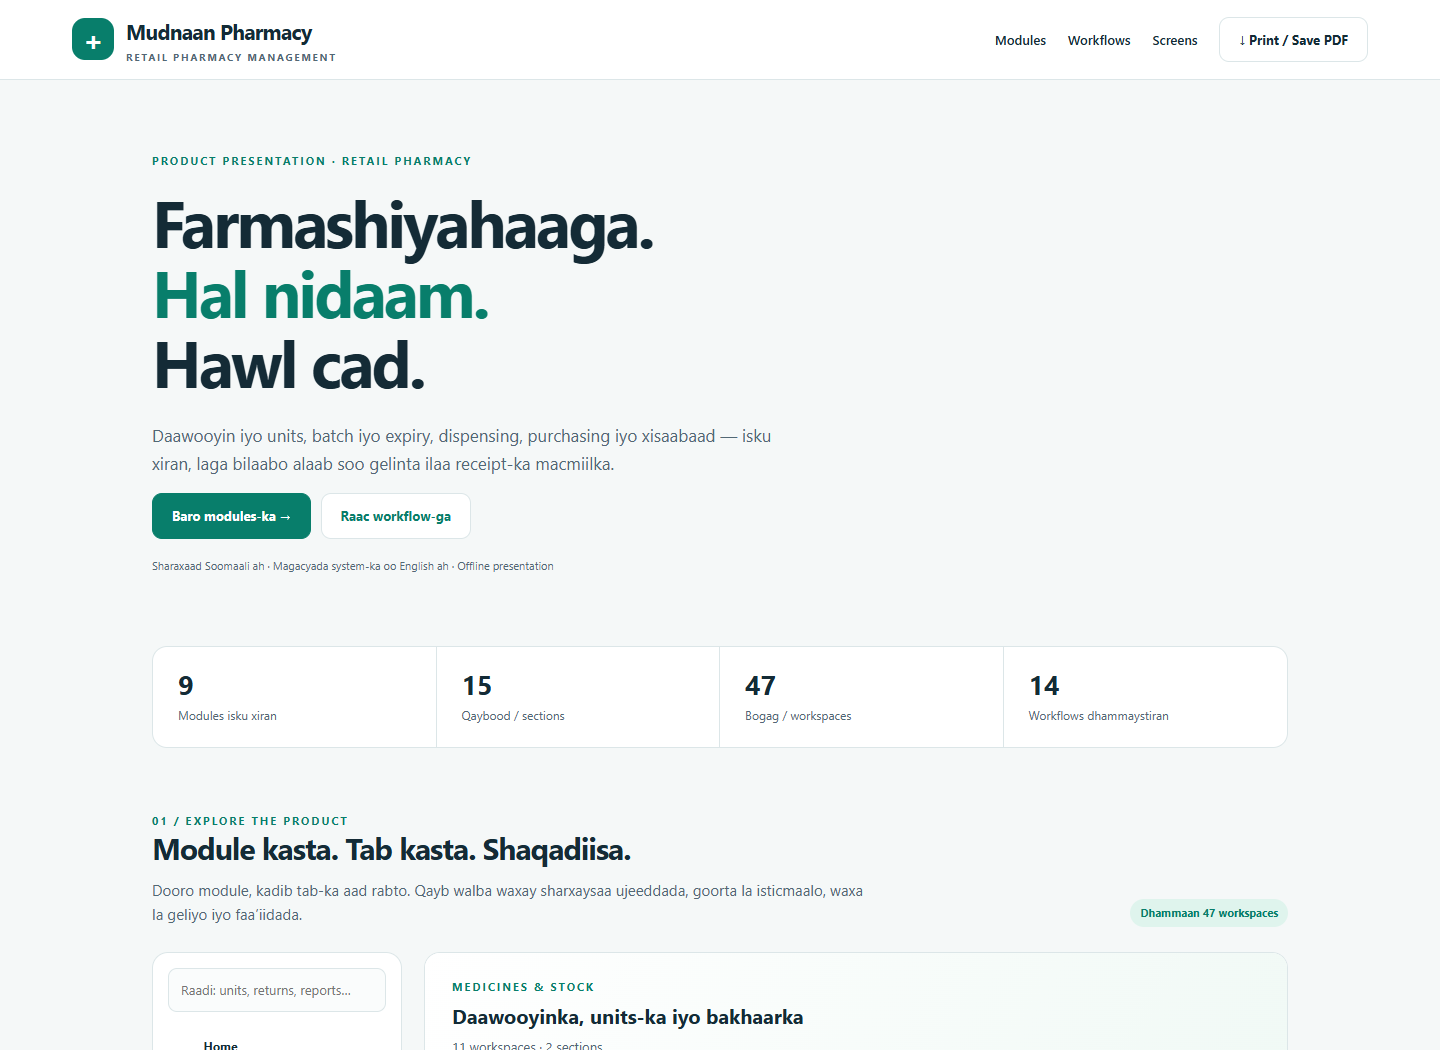 +
Mudnaan Pharmacy
RETAIL PHARMACY MANAGEMENT
Modules
Workflows
Screens
↓ Print / Save PDF
PRODUCT PRESENTATION · RETAIL PHARMACY
Farmashiyahaaga.
Hal nidaam.
Hawl cad.
Daawooyin iyo units, batch iyo expiry, dispensing, purchasing iyo xisaabaad — isku
xiran, laga bilaabo alaab soo gelinta ilaa receipt-ka macmiilka.
Baro modules-ka →
Raac workflow-ga
Sharaxaad Soomaali ah · Magacyada system-ka oo English ah · Offline presentation
9
Modules isku xiran
15
Qaybood / sections
47
Bogag / workspaces
14
Workflows dhammaystiran
01 / EXPLORE THE PRODUCT
Module kasta. Tab kasta. Shaqadiisa.
Dooro module, kadib tab-ka aad rabto. Qayb walba waxay sharxaysaa ujeeddada, goorta la isticmaalo, waxa
la geliyo iyo faa’iidada.
Dhammaan 47 workspaces
Raadi: units, returns, reports...
Home
MEDICINES & STOCK
Daawooyinka, units-ka iyo bakhaarka
11 workspaces · 2 sections